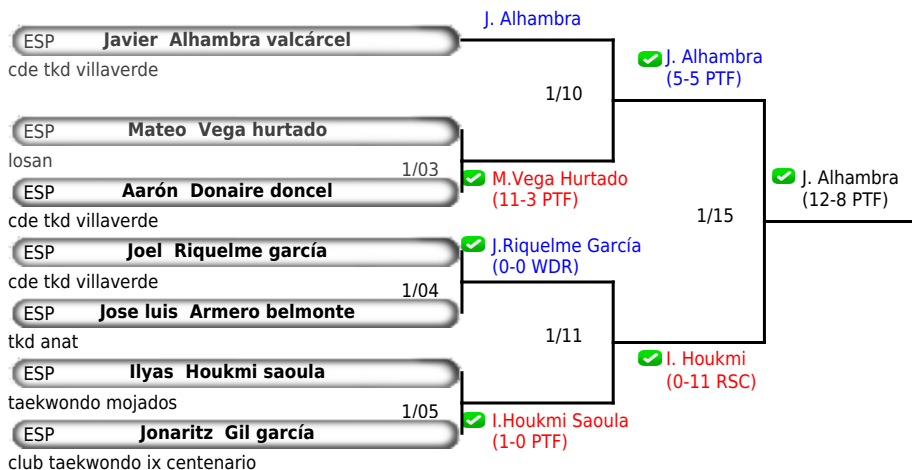 J. Alhambra
ESP Javier Alhambra valcárcel
cde tkd villaverde
J. Alhambra
(5-5 PTF)
1/10
ESP Mateo Vega hurtado
losan
1/03
M.Vega Hurtado
(11-3 PTF)
J. Alhambra
(12-8 PTF)
ESP Aarón Donaire doncel
cde tkd villaverde
1/15
ESP Joel Riquelme garcía
J.Riquelme García
(0-0 WDR)
cde tkd villaverde
1/04
ESP Jose luis Armero belmonte
tkd anat
1/11
ESP Ilyas Houkmi saoula
I. Houkmi
(0-11 RSC)
taekwondo mojados
1/05
I.Houkmi Saoula
(1-0 PTF)
ESP Jonaritz Gil garcía
club taekwondo ix centenario